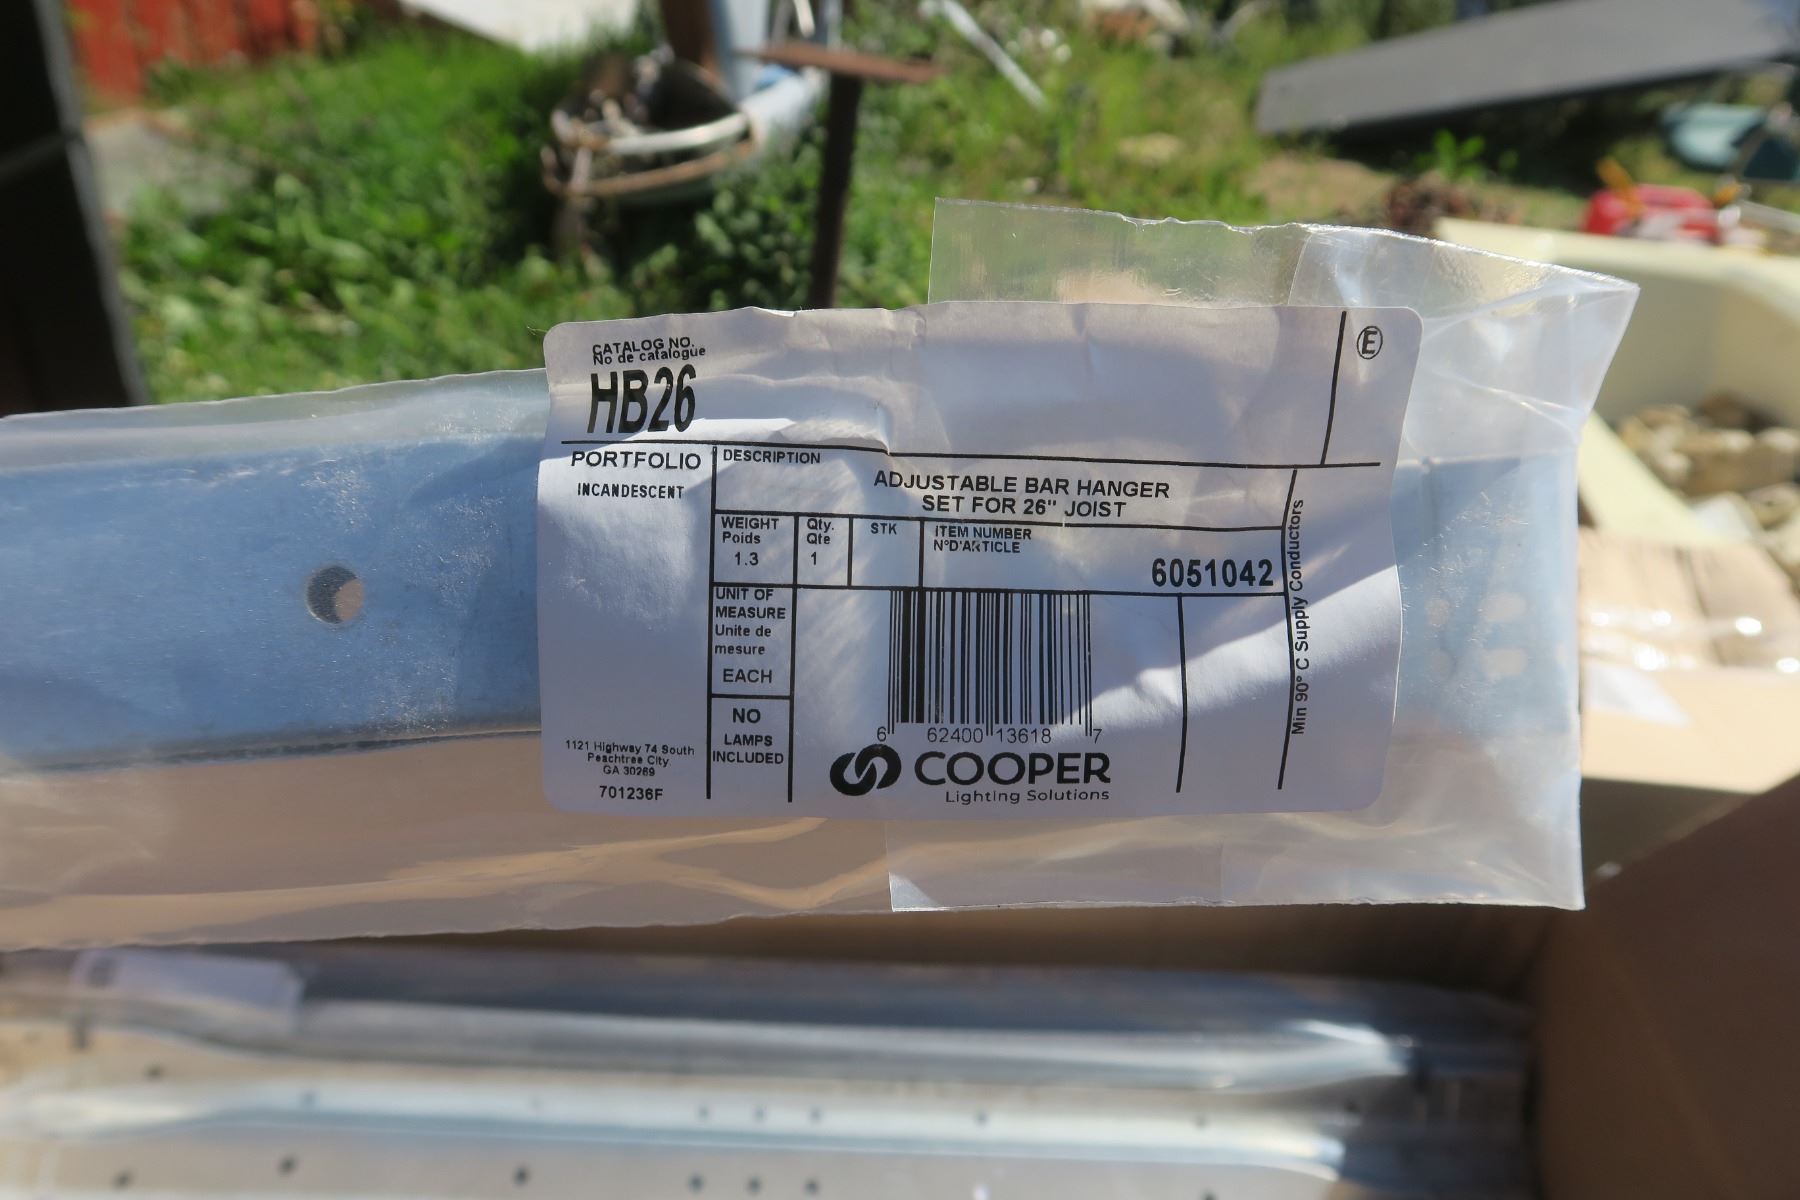 CATALOG NO.
No de catalogue
HB26
E
PORTFOLIO
INCANDESCENT
DESCRIPTION
ADJUSTABLE BAR HANGER
SET FOR 26" JOIST
WEIGHT
Poids
1.3
Qty.
Qte
1
STK
ITEM NUMBER
N°D'ARTICLE
6051042
UNIT OF
MEASURE
Unite de
mesure
EACH
NO
LAMPS
INCLUDED
6 62400 13618 7
COOPER
Lighting Solutions
Min 90° C Supply Conductors
1121 Highway 74 South
Peachtree City
GA 30269
701236F